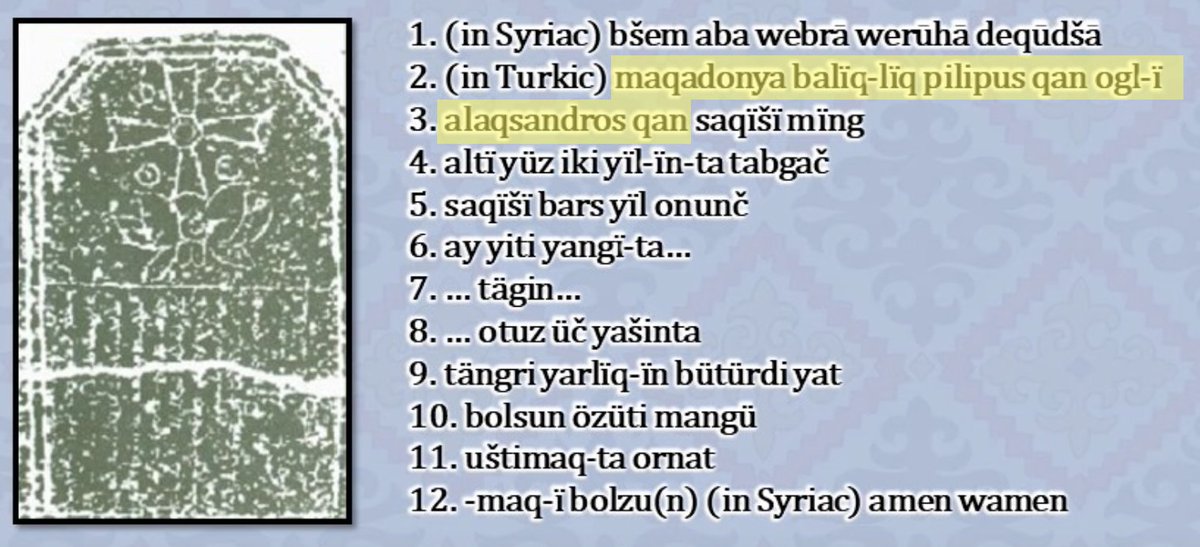 1. (in Syriac) bšem aba webrā werūhā deqūdšā
2. (in Turkic) maqadonya balïq-lïq pilipus qan ogl-ï
3. alaqsandros qan saqïšï mïng
4. altï yüz iki yïl-ïn-ta tabgač
5. saqïšï bars yïl onunč
6. ay yiti yangï-ta...
7. ... tägin...
8. ... otuz üč yašinta
9. tängri yarlïq-ïn bütürdi yat
10. bolsun özüti mangü
11. uštimaq-ta ornat
12. -maq-ï bolzu(n) (in Syriac) amen wamen